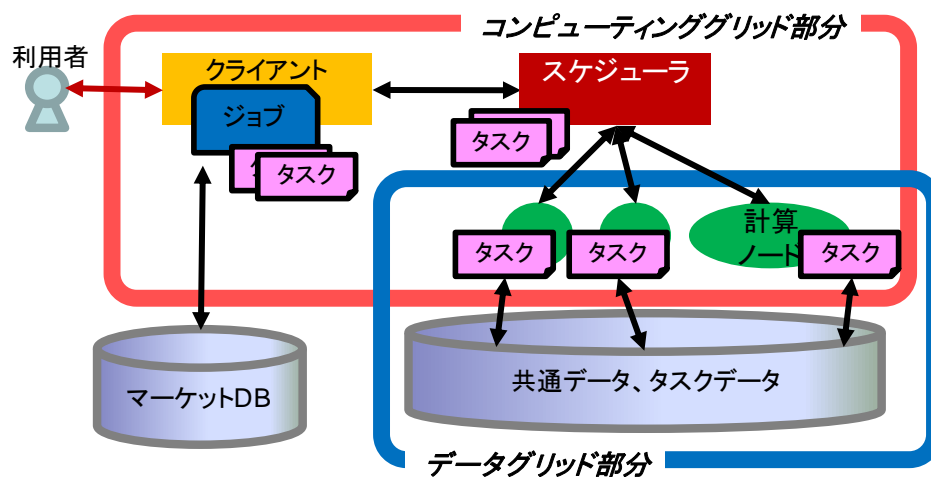 コンピューティンググリッド部分
利用者
クライアント
スケジューラ
ジョブ
タスク
タスク
タスク
タスク
タスク
計算
ノード
タスク
マーケットDB
共通データ、タスクデータ
データグリッド部分